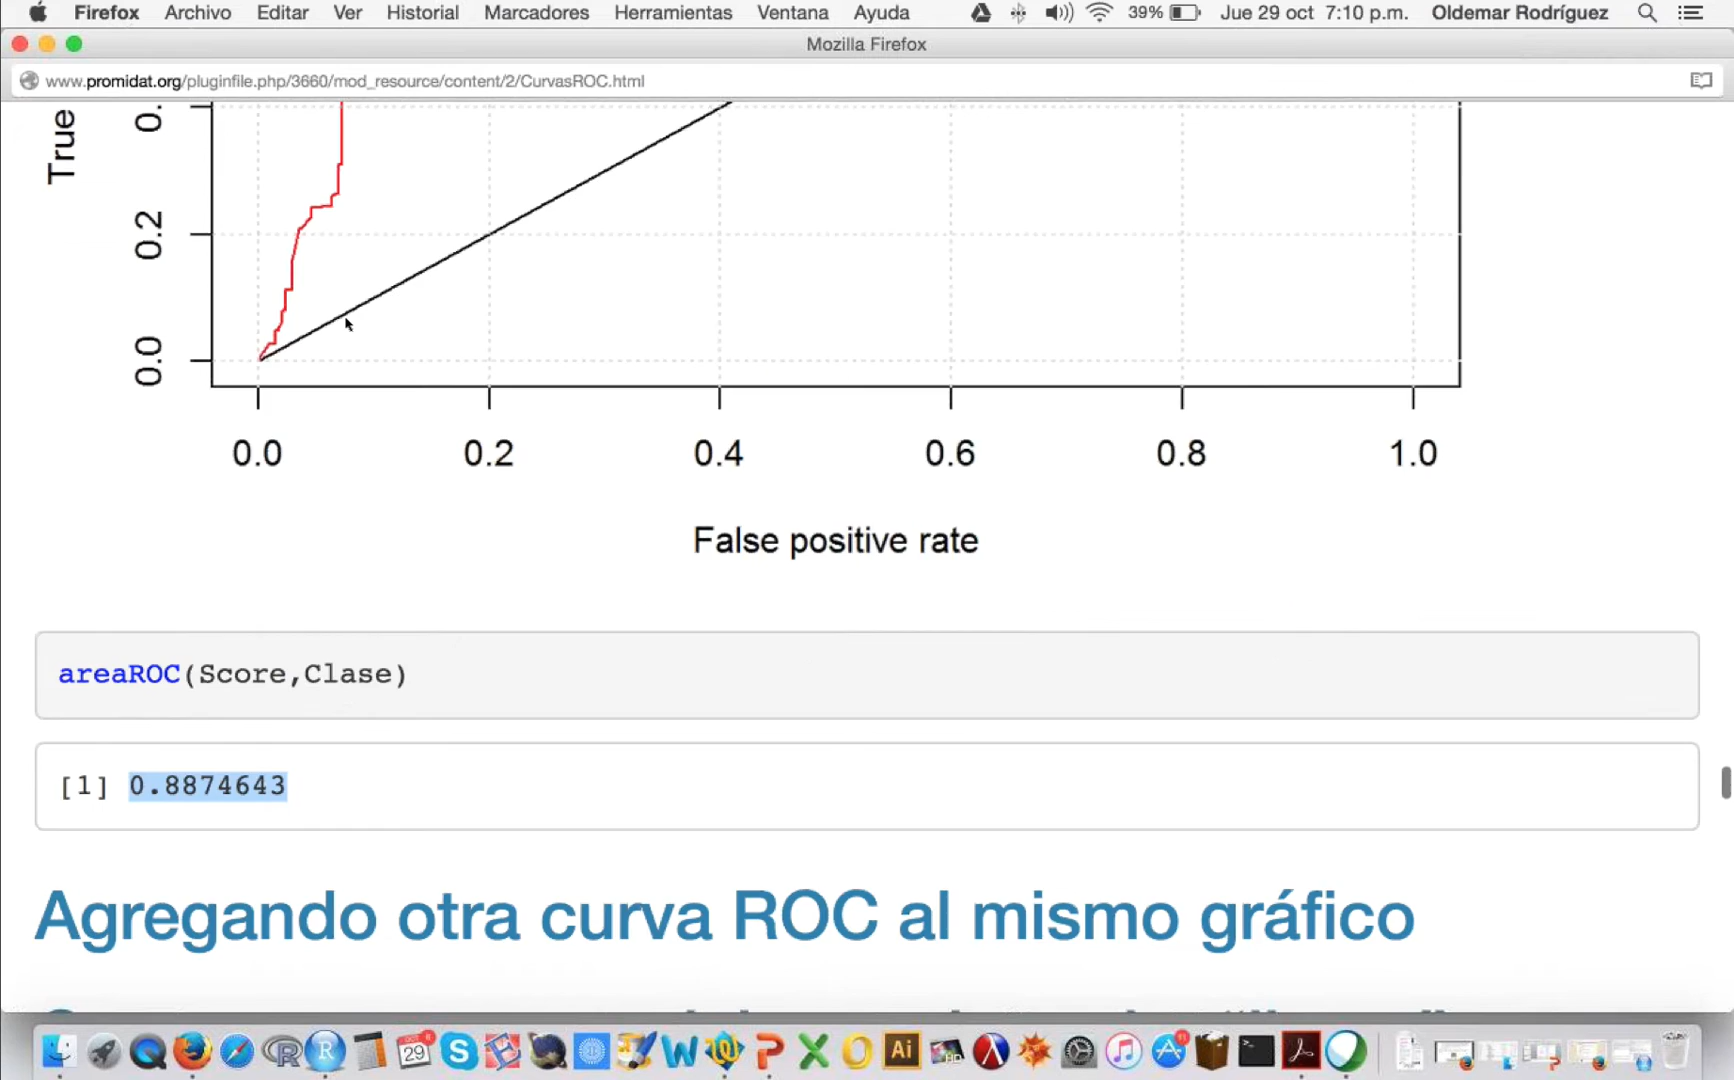 Firefox Archivo Editar Ver Historial Marcadores Herramientas Ventana Ayuda 39% Jue 29 oct 7:10 p.m. Oldemar Rodríguez
Mozilla Firefox
www.promidat.org/pluginfile.php/3660/mod_resource/content/2/CurvasROC.html
True
0.
0.2
0.0
0.0 0.2 0.4 0.6 0.8 1.0
False positive rate
areaROC(Score,Clase)
[1] 0.8874643
Agregando otra curva ROC al mismo gráfico
29
Ai